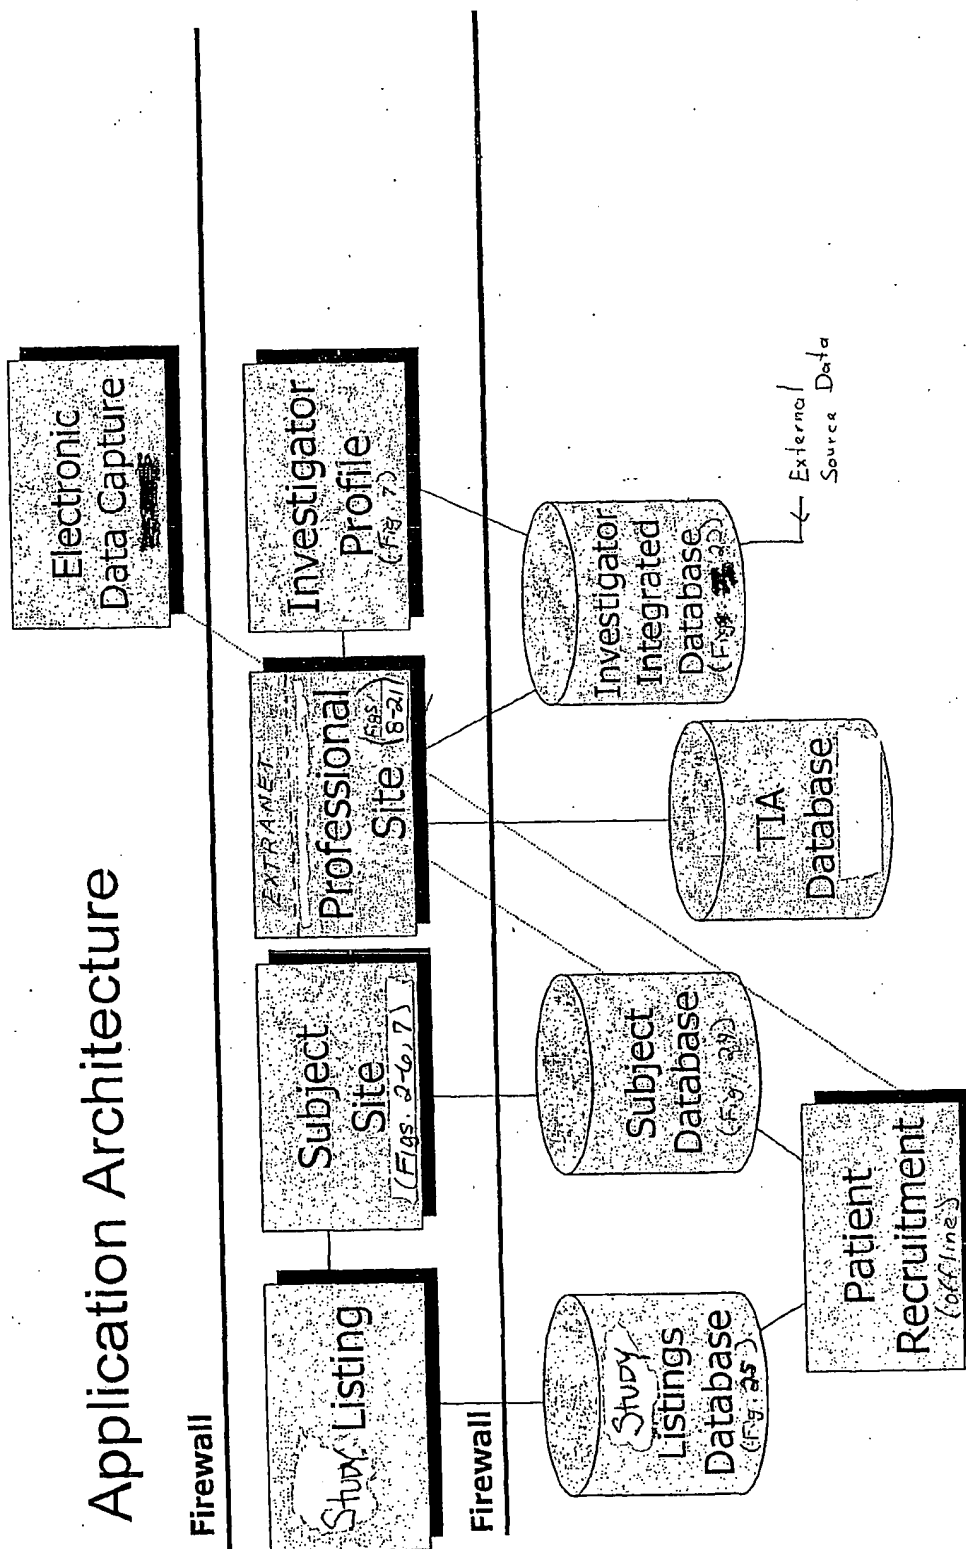 Application Architecture
Electronic
Data Capture
Firewall
Study Listing
Subject
Site
(Figs. 2-6, 7)
EXTRANET
Professional
Site (Figs
8-21)
Investigator
Profile
(Fig 7)
Firewall
Study
Listings
Database
(Fig. 25)
Subject
Database
(Fig. 24)
TIA
Database
Investigator
Integrated
Database
← External
Source Data
Patient
Recruitment
(offline)